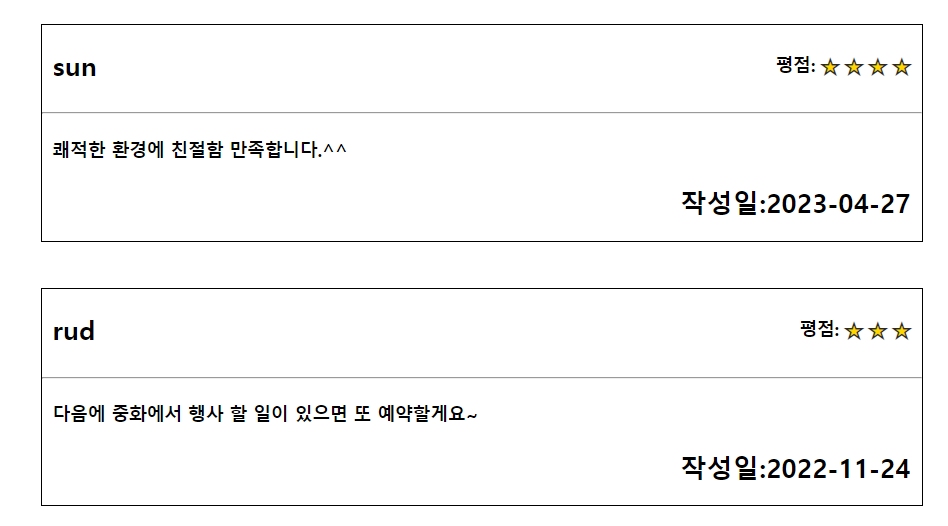 sun
평점: ★★★★
쾌적한 환경에 친절함 만족합니다.^^
작성일:2023-04-27
rud
평점: ★★★
다음에 중화에서 행사 할 일이 있으면 또 예약할게요~
작성일:2022-11-24